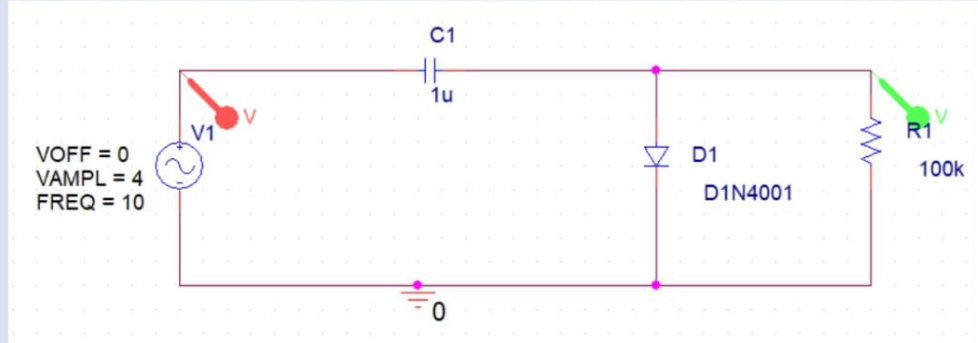 C1
1u
V
V1
VOFF = 0
VAMPL = 4
FREQ = 10
D1
D1N4001
V
R1
100k
0